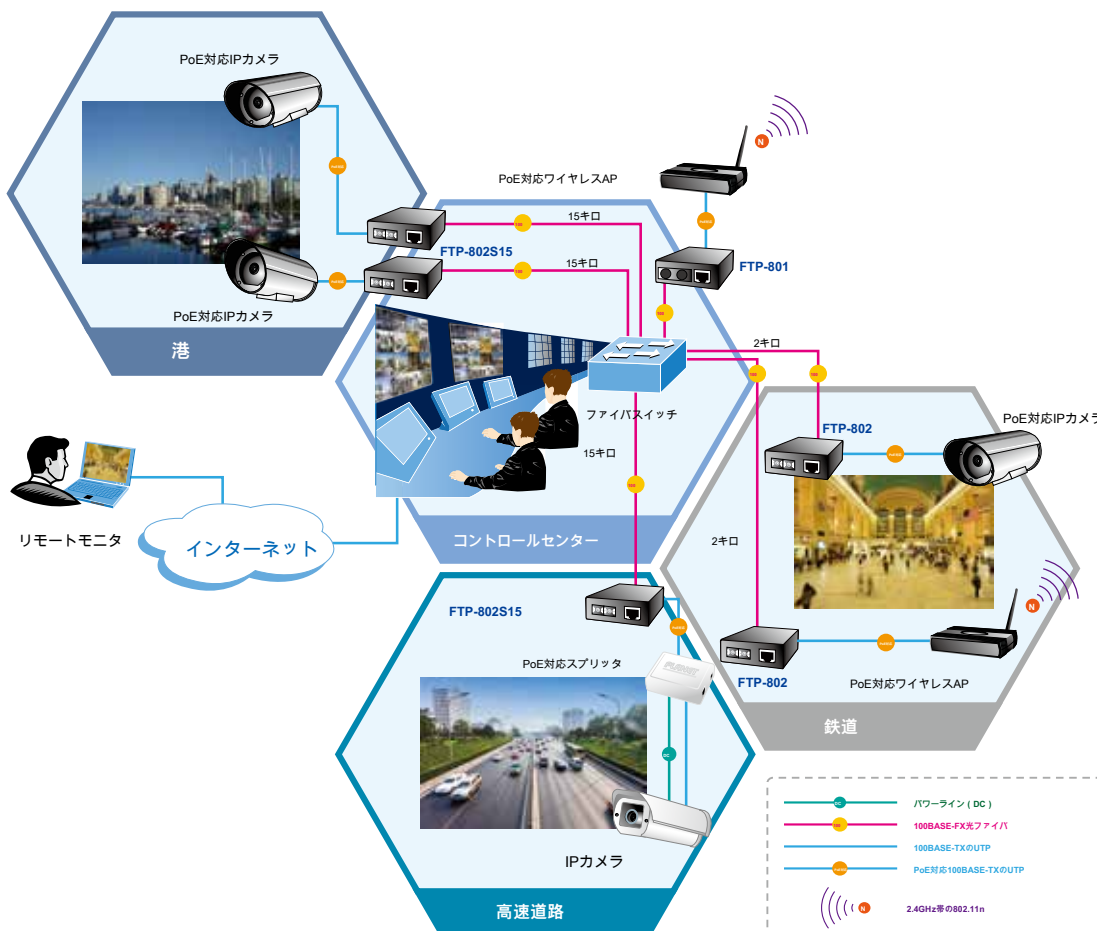 PoE対応IPカメラ
PoE対応IPカメラ
港
PoE対応ワイヤレスAP
15キロ
15キロ
FTP-802S15
FTP-801
N
2キロ
ファイバスイッチ
15キロ
コントロールセンター
リモートモニタ
インターネット
FTP-802
PoE対応IPカメラ
2キロ
N
FTP-802
PoE対応ワイヤレスAP
鉄道
FTP-802S15
PoE対応スプリッタ
PLANET
DC
IPカメラ
高速道路
DC
パワーライン ( DC )
100
100BASE-FX光ファイバ
100BASE-TXのUTP
PoE対応100BASE-TXのUTP
N
2.4GHz帯の802.11n